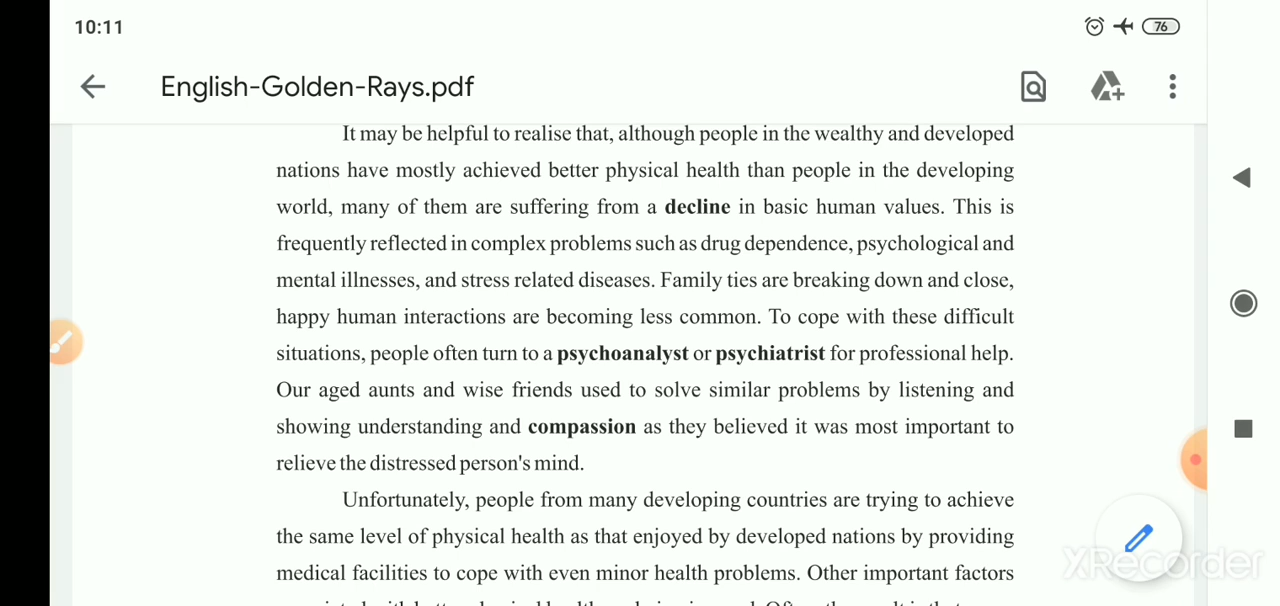 10:11
76
English-Golden-Rays.pdf
It may be helpful to realise that, although people in the wealthy and developed
nations have mostly achieved better physical health than people in the developing
world, many of them are suffering from a decline in basic human values. This is
frequently reflected in complex problems such as drug dependence, psychological and
mental illnesses, and stress related diseases. Family ties are breaking down and close,
happy human interactions are becoming less common. To cope with these difficult
situations, people often turn to a psychoanalyst or psychiatrist for professional help.
Our aged aunts and wise friends used to solve similar problems by listening and
showing understanding and compassion as they believed it was most important to
relieve the distressed person's mind.
Unfortunately, people from many developing countries are trying to achieve
the same level of physical health as that enjoyed by developed nations by providing
medical facilities to cope with even minor health problems. Other important factors
XRecorder